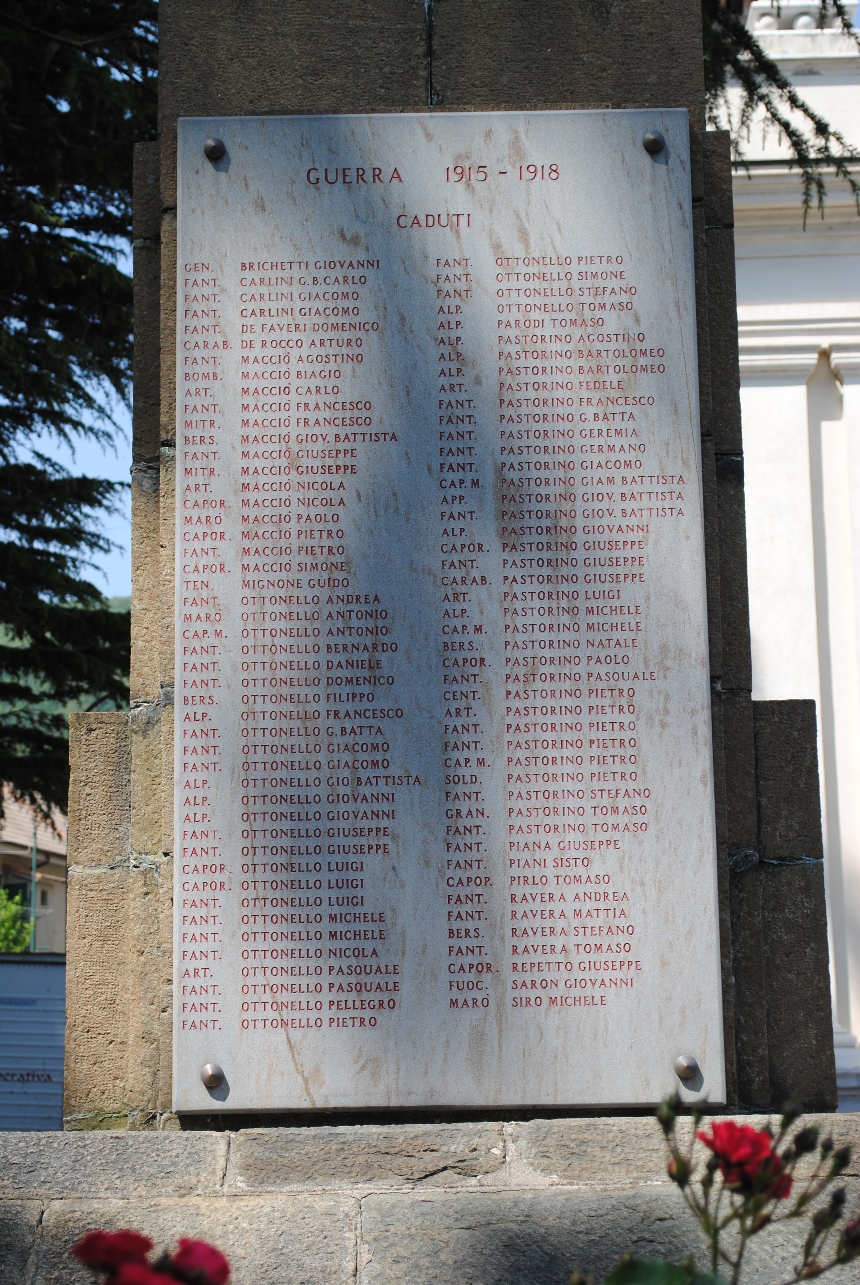 GUERRA 1915 - 1918
CADUTI
GEN. BRICHETTI GIOVANNI
FANT. CARLINI G.B.CARLO
FANT. CARLINI GIACOMO
FANT. CARLINI GIACOMO
FANT. DE FAVERI DOMENICO
CARAB. DE ROCCO ARTURO
FANT. MACCIÒ AGOSTINO
BOMB. MACCIÒ BIAGIO
ART. MACCIÒ CARLO
FANT. MACCIÒ FRANCESCO
MITR. MACCIÒ FRANCESCO
BERS. MACCIÒ GIOV. BATTISTA
FANT. MACCIÒ GIUSEPPE
MITR. MACCIÒ GIUSEPPE
ART. MACCIÒ NICOLA
CAPOR. MACCIÒ NICOLA
MARÒ MACCIÒ PAOLO
CAPOR. MACCIÒ PIETRO
FANT. MACCIÒ PIETRO
CAPOR. MACCIÒ SIMONE
TEN. MIGNONE GUIDO
FANT. OTTONELLO ANDREA
MARÒ OTTONELLO ANTONIO
CAP.M. OTTONELLO ANTONIO
FANT. OTTONELLO BERNARDO
FANT. OTTONELLO DANIELE
FANT. OTTONELLO DOMENICO
BERS. OTTONELLO FILIPPO
ALP. OTTONELLO FRANCESCO
FANT. OTTONELLO G.BATTA
FANT. OTTONELLO GIACOMO
FANT. OTTONELLO GIACOMO
ALP. OTTONELLO GIO BATTISTA
ALP. OTTONELLO GIOVANNI
ALP. OTTONELLO GIOVANNI
FANT. OTTONELLO GIUSEPPE
FANT. OTTONELLO GIUSEPPE
CAPOR. OTTONELLO LUIGI
CAPOR. OTTONELLO LUIGI
FANT. OTTONELLO LUIGI
FANT. OTTONELLO MICHELE
FANT. OTTONELLO MICHELE
FANT. OTTONELLO NICOLA
ART. OTTONELLO PASQUALE
FANT. OTTONELLO PASQUALE
FANT. OTTONELLO PELLEGRO
FANT. OTTONELLO PIETRO
FANT. OTTONELLO PIETRO
FANT. OTTONELLO SIMONE
FANT. OTTONELLO STEFANO
ALP. OTTONELLO TOMASO
ALP. PARODI TOMASO
ALP. PASTORINO AGOSTINO
ALP. PASTORINO BARTOLOMEO
ALP. PASTORINO BARTOLOMEO
ART. PASTORINO FEDELE
FANT. PASTORINO FRANCESCO
FANT. PASTORINO G.BATTA
FANT. PASTORINO GEREMIA
FANT. PASTORINO GERMANO
FANT. PASTORINO GIACOMO
CAP.M. PASTORINO GIAM BATTISTA
APP. PASTORINO GIOV. BATTISTA
FANT. PASTORINO GIOV. BATTISTA
ALP. PASTORINO GIOVANNI
CAPOR. PASTORINO GIUSEPPE
FANT. PASTORINO GIUSEPPE
CARAB. PASTORINO GIUSEPPE
ART. PASTORINO LUIGI
ALP. PASTORINO MICHELE
CAP.M. PASTORINO MICHELE
BERS. PASTORINO NATALE
CAPOR. PASTORINO PAOLO
FANT. PASTORINO PASQUALE
CENT. PASTORINO PIETRO
ART. PASTORINO PIETRO
FANT. PASTORINO PIETRO
FANT. PASTORINO PIETRO
CAP.M. PASTORINO PIETRO
SOLD. PASTORINO PIETRO
FANT. PASTORINO STEFANO
GRAN. PASTORINO TOMASO
FANT. PASTORINO TOMASO
FANT. PIANA GIUSEPPE
FANT. PIANI SISTO
CAPOP. PIRLO TOMASO
FANT. RAVERA ANDREA
FANT. RAVERA MATTIA
BERS. RAVERA STEFANO
FANT. RAVERA TOMASO
CAPOR. REPETTO GIUSEPPE
FUOC. SARON GIOVANNI
MARÒ SIRO MICHELE